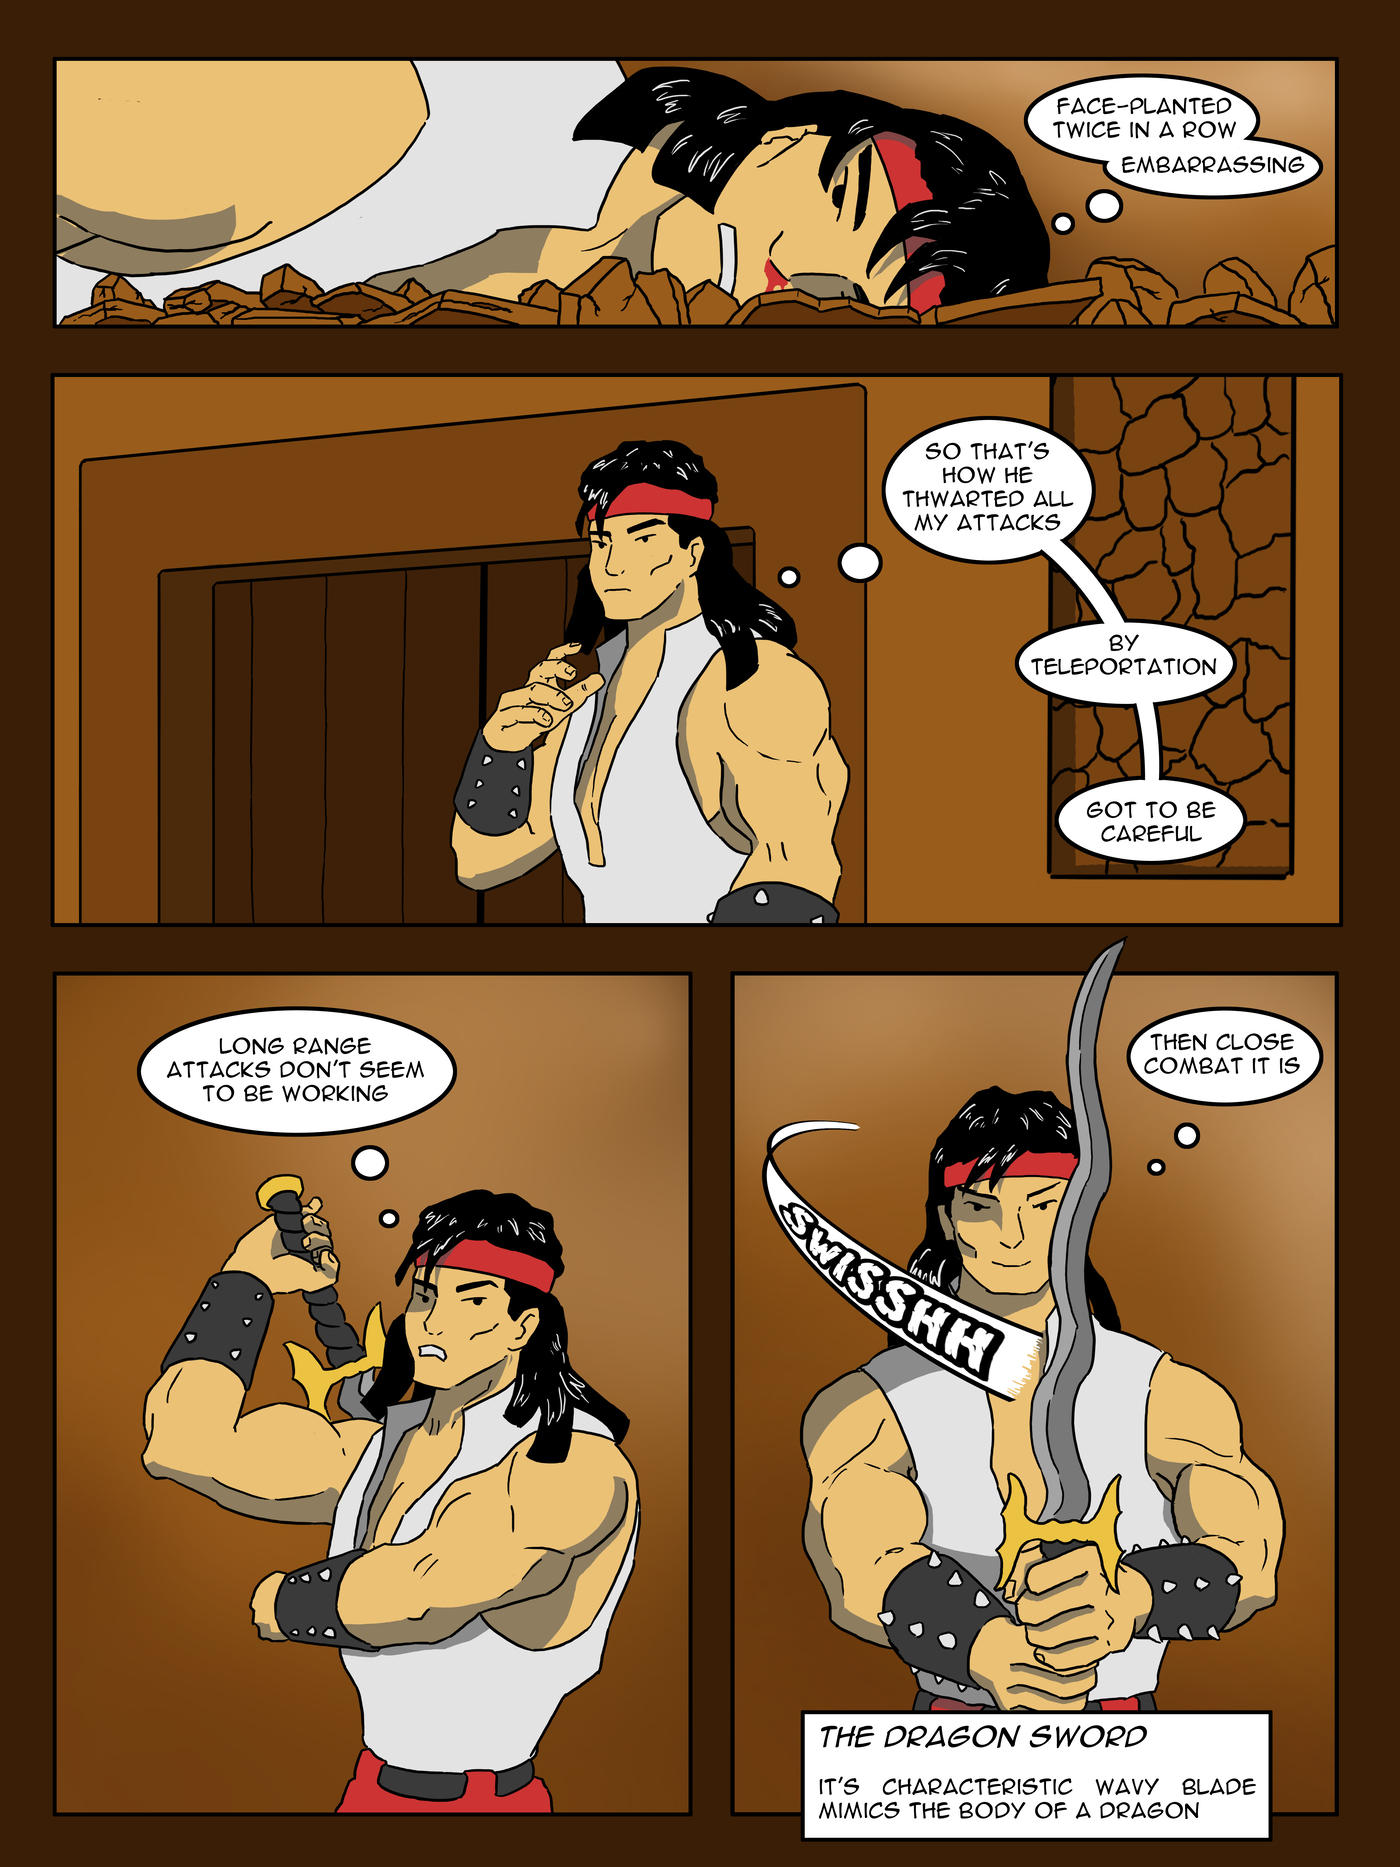 FACE-PLANTED
TWICE IN A ROW
EMBARRASSING
SO THAT'S
HOW HE
THWARTED ALL
MY ATTACKS
BY
TELEPORTATION
GOT TO BE
CAREFUL
LONG RANGE
ATTACKS DON'T SEEM
TO BE WORKING
THEN CLOSE
COMBAT IT IS
SWISSHH
THE DRAGON SWORD
IT'S CHARACTERISTIC WAVY BLADE
MIMICS THE BODY OF A DRAGON